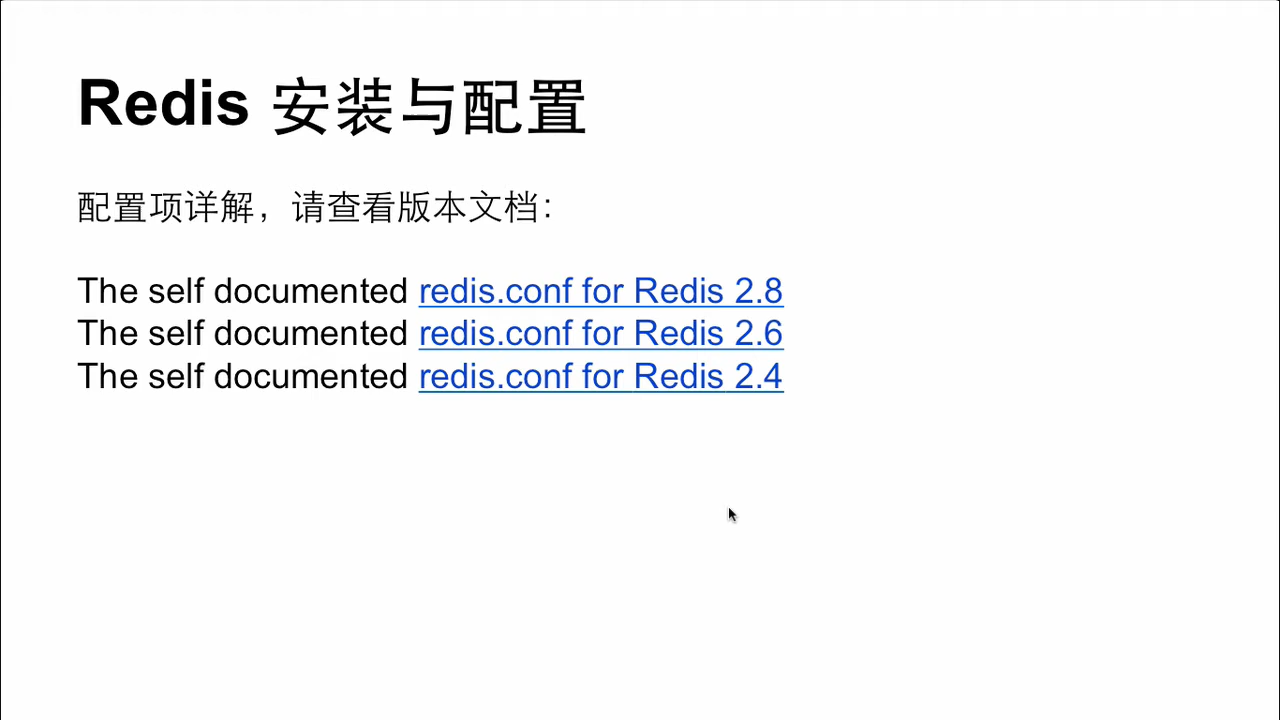 Redis 安装与配置
配置项详解，请查看版本文档：
The self documented redis.conf for Redis 2.8
The self documented redis.conf for Redis 2.6
The self documented redis.conf for Redis 2.4